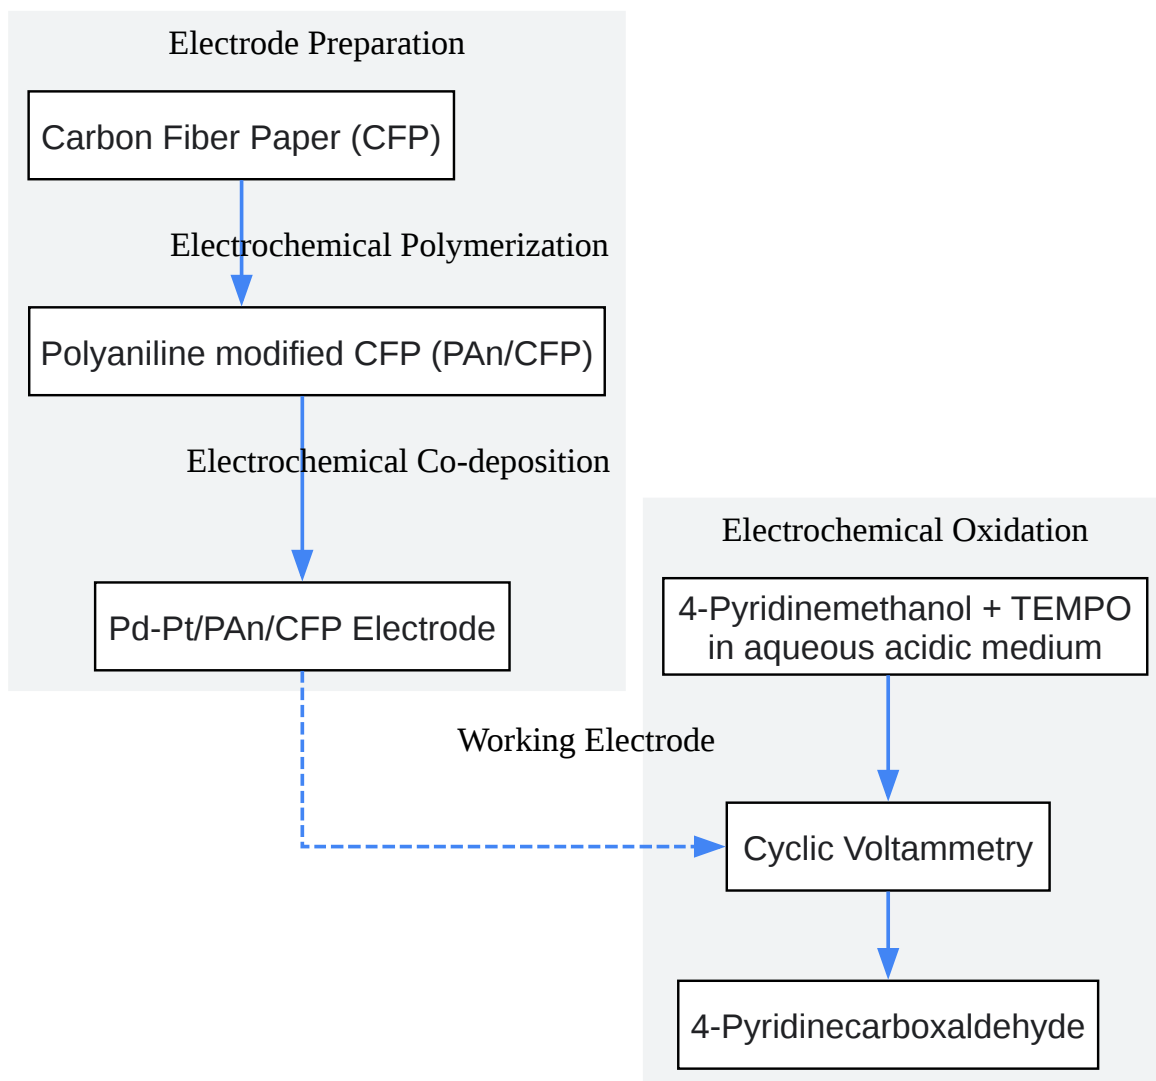 Electrode Preparation
Carbon Fiber Paper (CFP)
Electrochemical Polymerization
Polyaniline modified CFP (PAn/CFP)
Electrochemical Co-deposition
Pd-Pt/PAn/CFP Electrode
Working Electrode
Electrochemical Oxidation
4-Pyridinemethanol + TEMPO
in aqueous acidic medium
Cyclic Voltammetry
4-Pyridinecarboxaldehyde